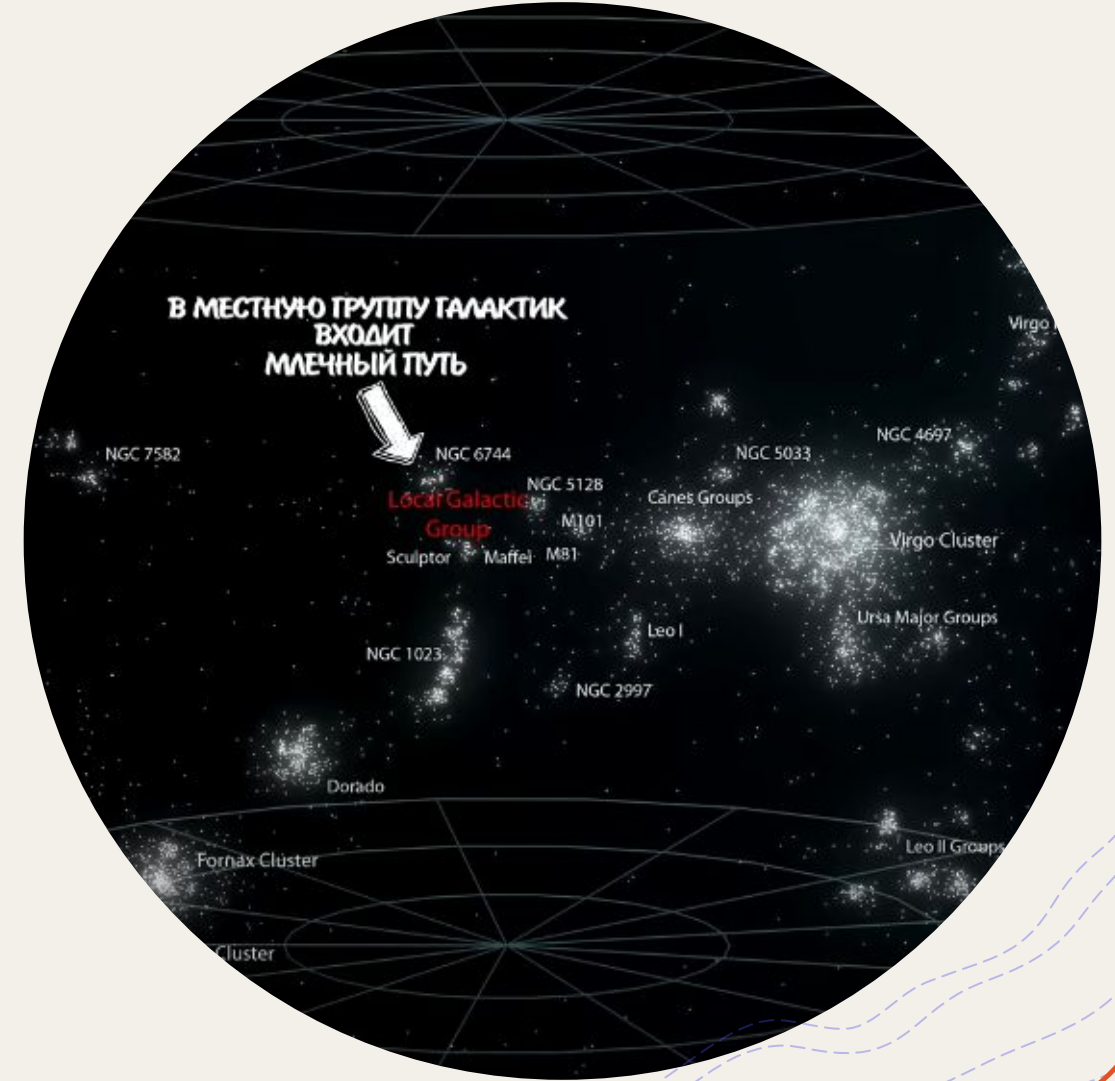 В МЕСТНУЮ ГРУППУ ГАЛАКТИК
ВХОДИТ
МЛЕЧНЫЙ ПУТЬ
Virgo
NGC 7582
NGC 6744
NGC 5033
NGC 4697
Local Galactic
Group
NGC 5128
Canes Groups
M101
Virgo Cluster
Sculptor
Maffei
M81
Ursa Major Groups
Leo I
NGC 1023
NGC 2997
Dorado
Fornax Cluster
Leo II Groups
Cluster